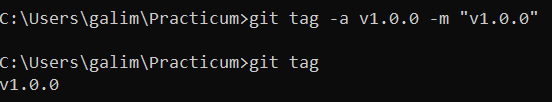 C:\Users\galim\Practicum>git tag -a v1.0.0 -m "v1.0.0"
C:\Users\galim\Practicum>git tag
v1.0.0